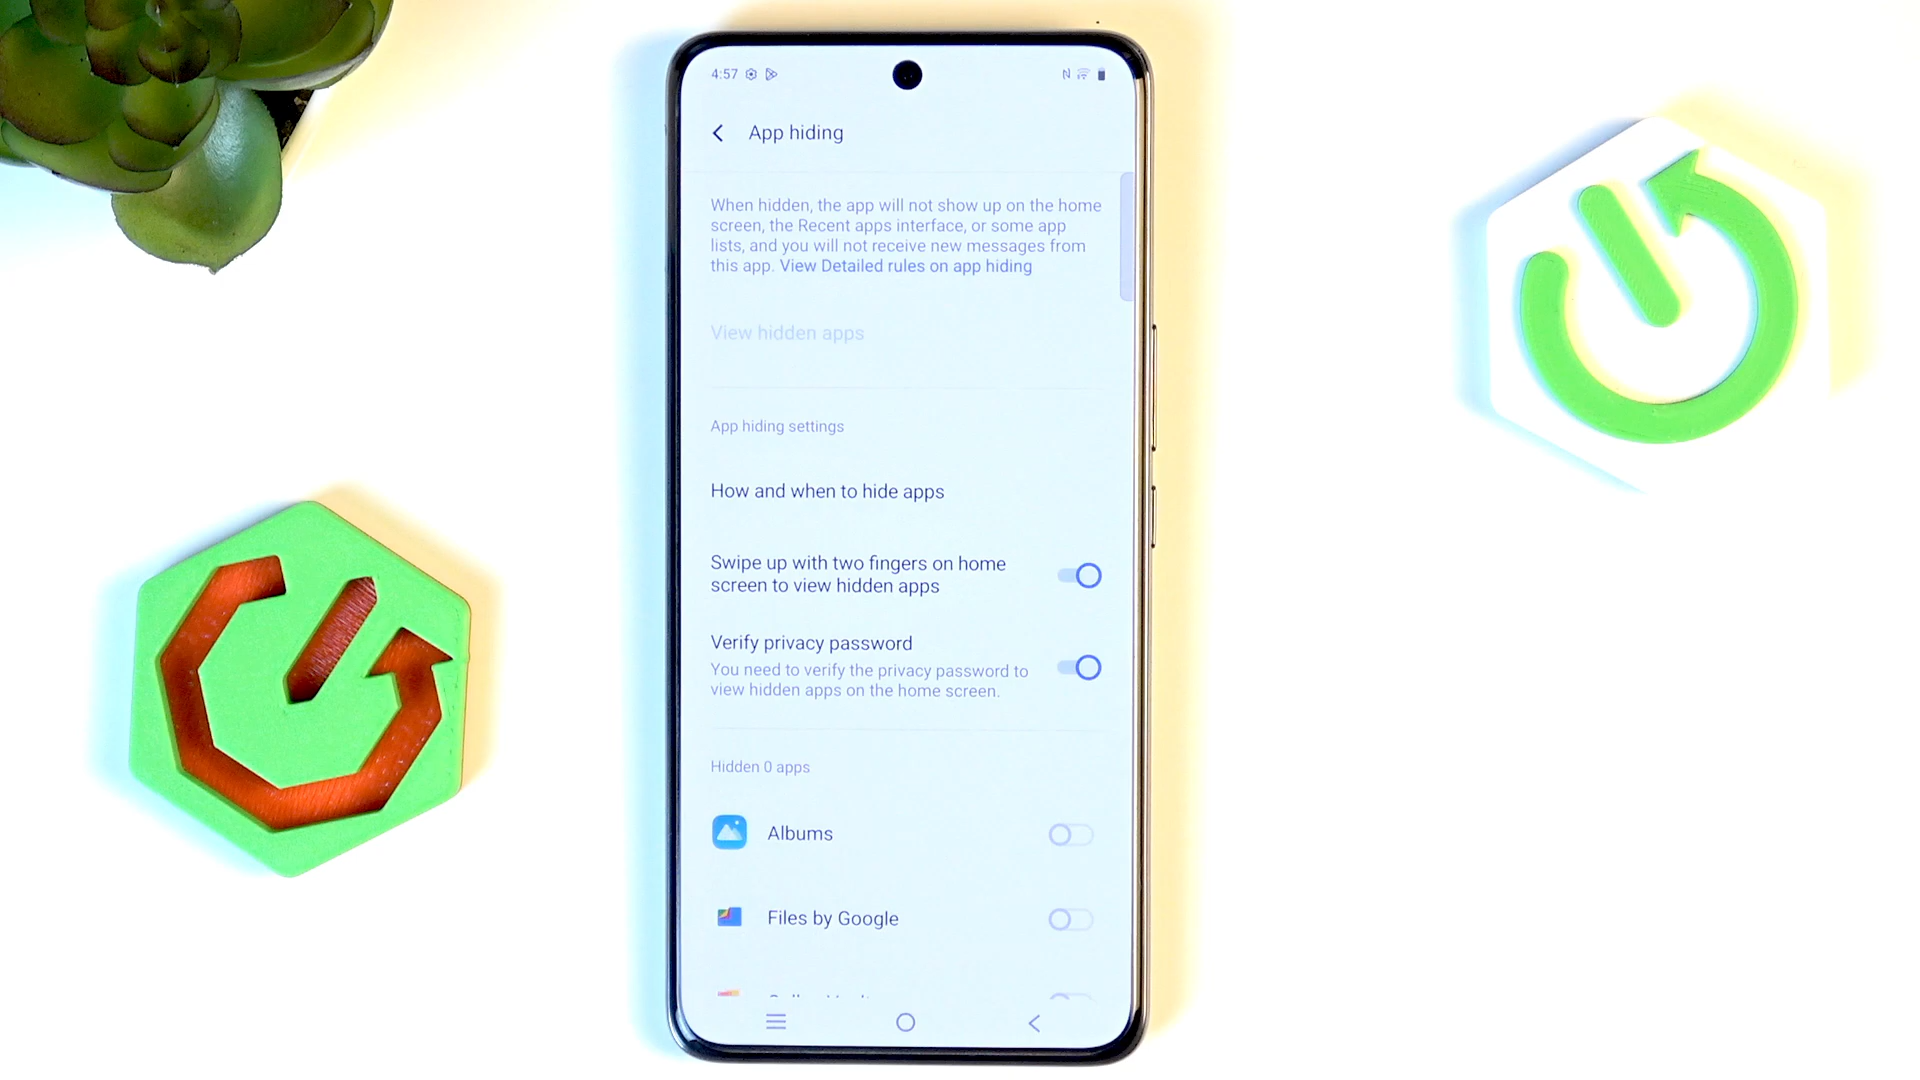 4:57
App hiding
When hidden, the app will not show up on the home
screen, the Recent apps interface, or some app
lists, and you will not receive new messages from
this app. View Detailed rules on app hiding
View hidden apps
App hiding settings
How and when to hide apps
Swipe up with two fingers on home
screen to view hidden apps
Verify privacy password
You need to verify the privacy password to
view hidden apps on the home screen.
Hidden 0 apps
Albums
Files by Google